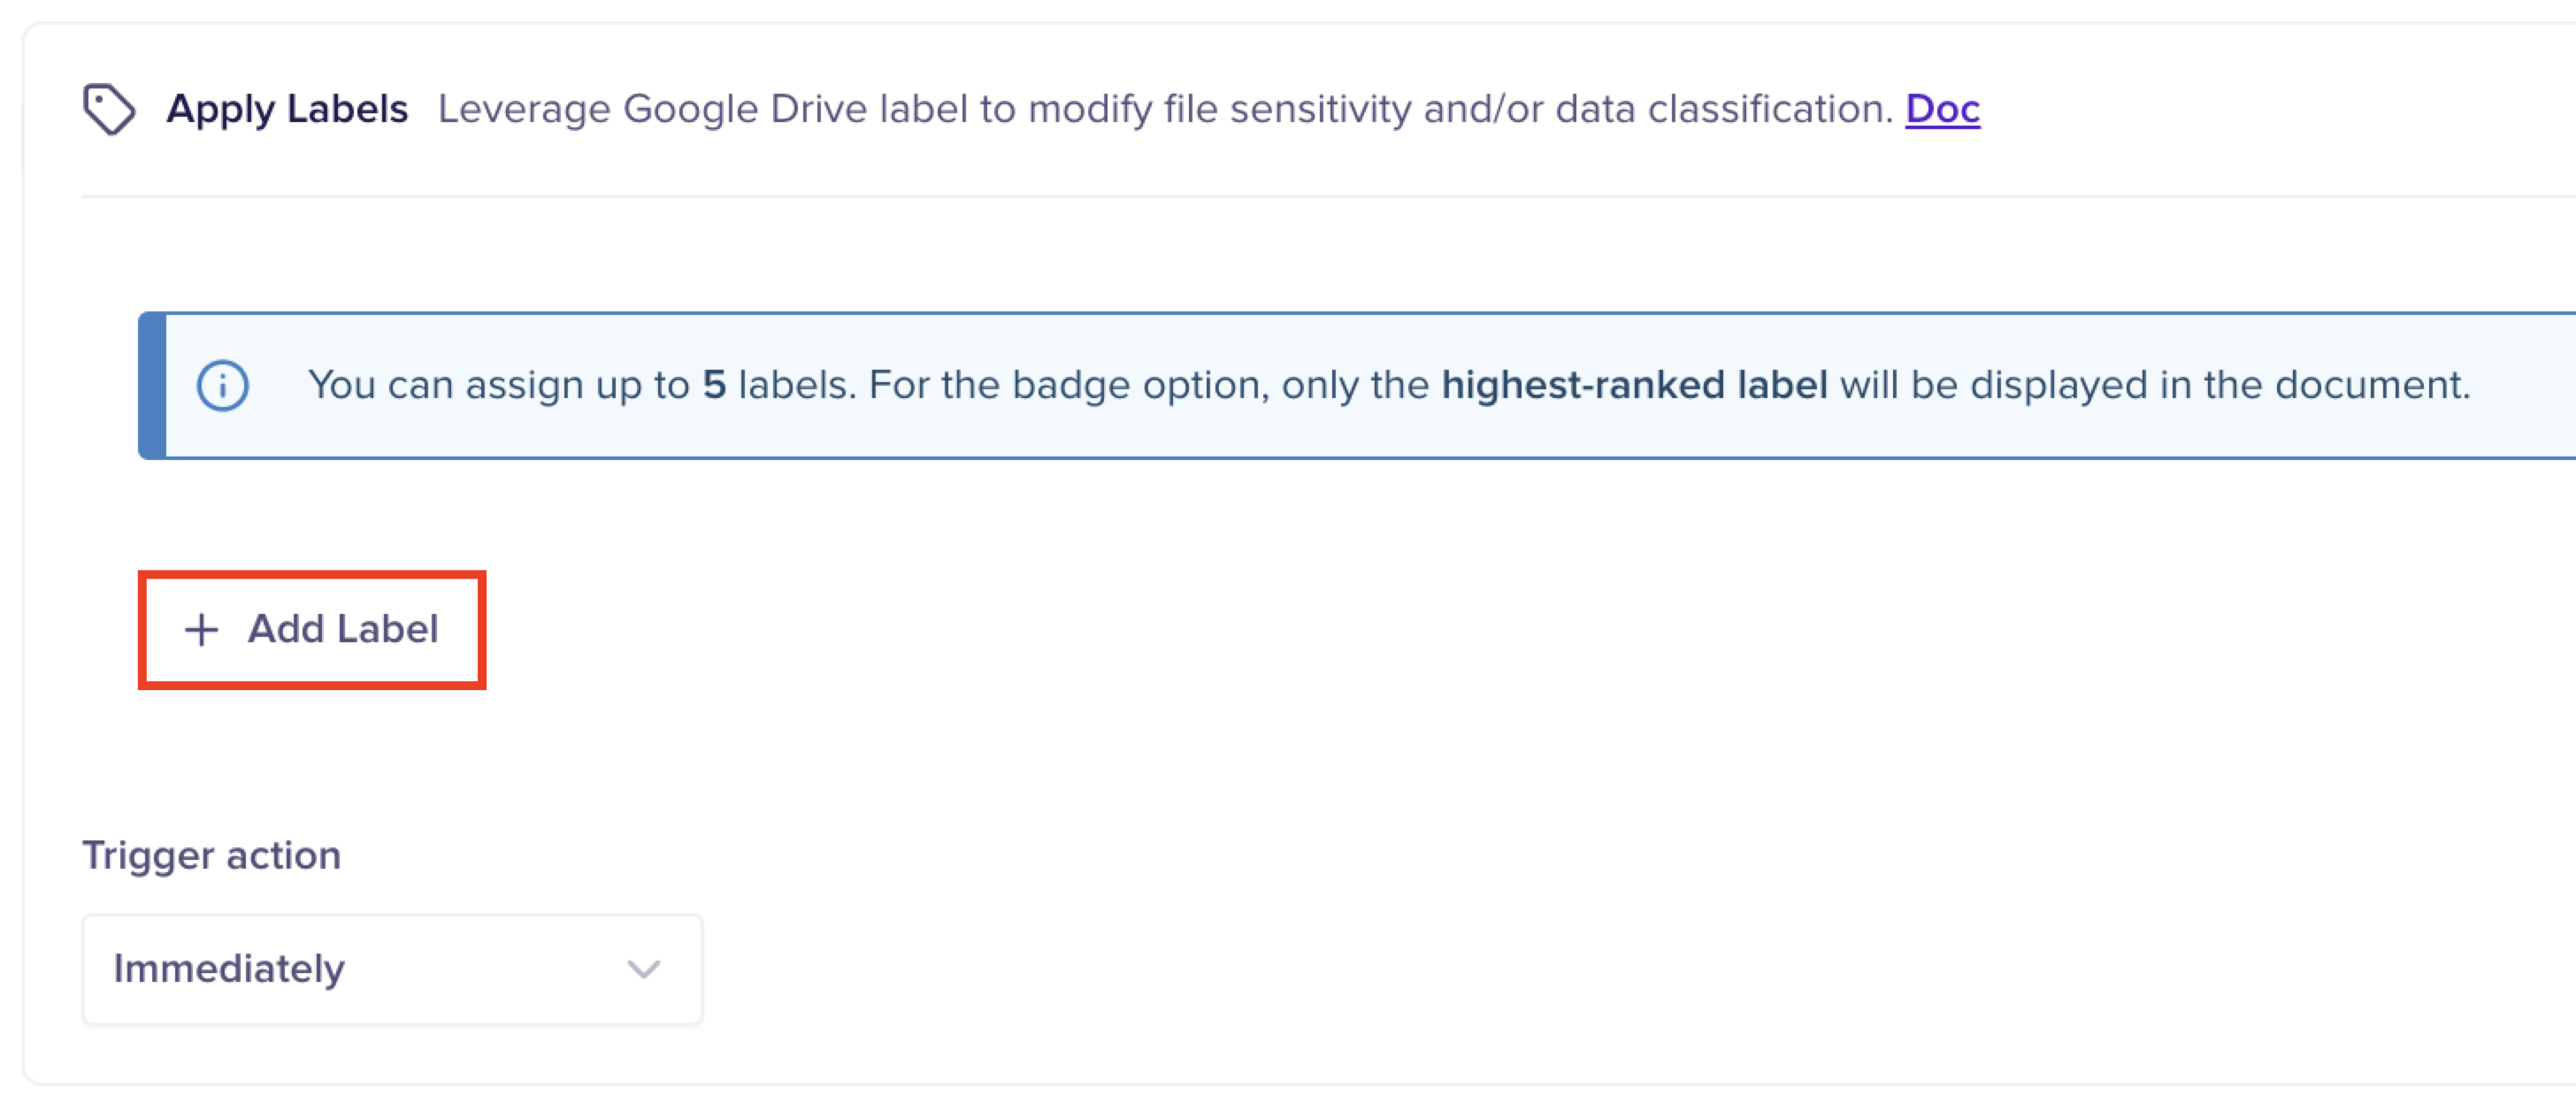 Apply Labels Leverage Google Drive label to modify file sensitivity and/or data classification. Doc
You can assign up to 5 labels. For the badge option, only the highest-ranked label will be displayed in the document.
+ Add Label
Trigger action
Immediately